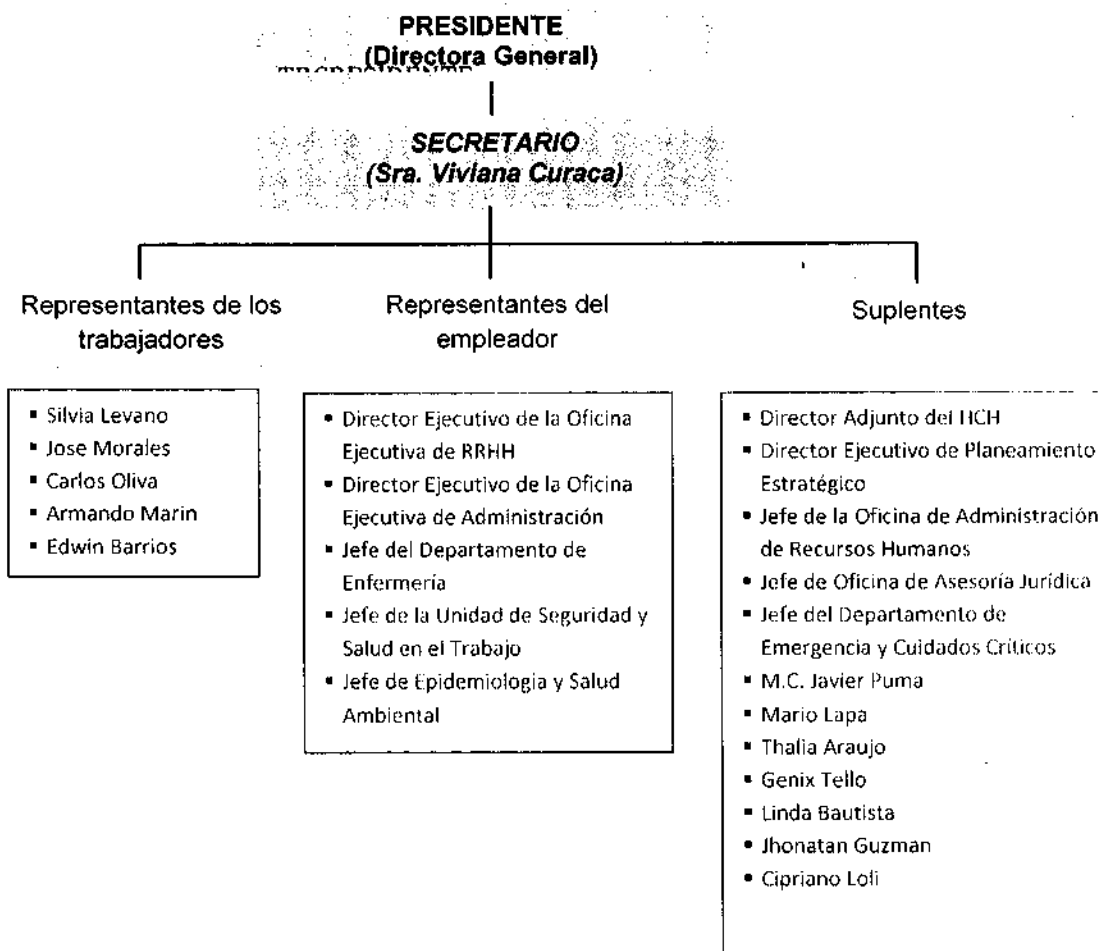 PRESIDENTE
(Directora General)
SECRETARIO
(Sra. Viviana Curaca)
Representantes de los
trabajadores
▪ Silvia Levano
▪ Jose Morales
▪ Carlos Oliva
▪ Armando Marin
▪ Edwin Barrios
Representantes del
empleador
• Director Ejecutivo de la Oficina
Ejecutiva de RRHH
• Director Ejecutivo de la Oficina
Ejecutiva de Administración
▪ Jefe del Departamento de
Enfermería
▪ Jefe de la Unidad de Seguridad y
Salud en el Trabajo
▪ Jefe de Epidemiologia y Salud
Ambiental
Suplentes
▪ Director Adjunto del HCH
▪ Director Ejecutivo de Planeamiento
Estratégico
• Jefe de la Oficina de Administración
de Recursos Humanos
• Jefe de Oficina de Asesoría Jurídica
▪ Jefe del Departamento de
Emergencia y Cuidados Críticos
▪ M.C. Javier Puma
▪ Mario Lapa
▪ Thalia Araujo
▪ Genix Tello
▪ Linda Bautista
• Jhonatan Guzman
• Cipriano Loli